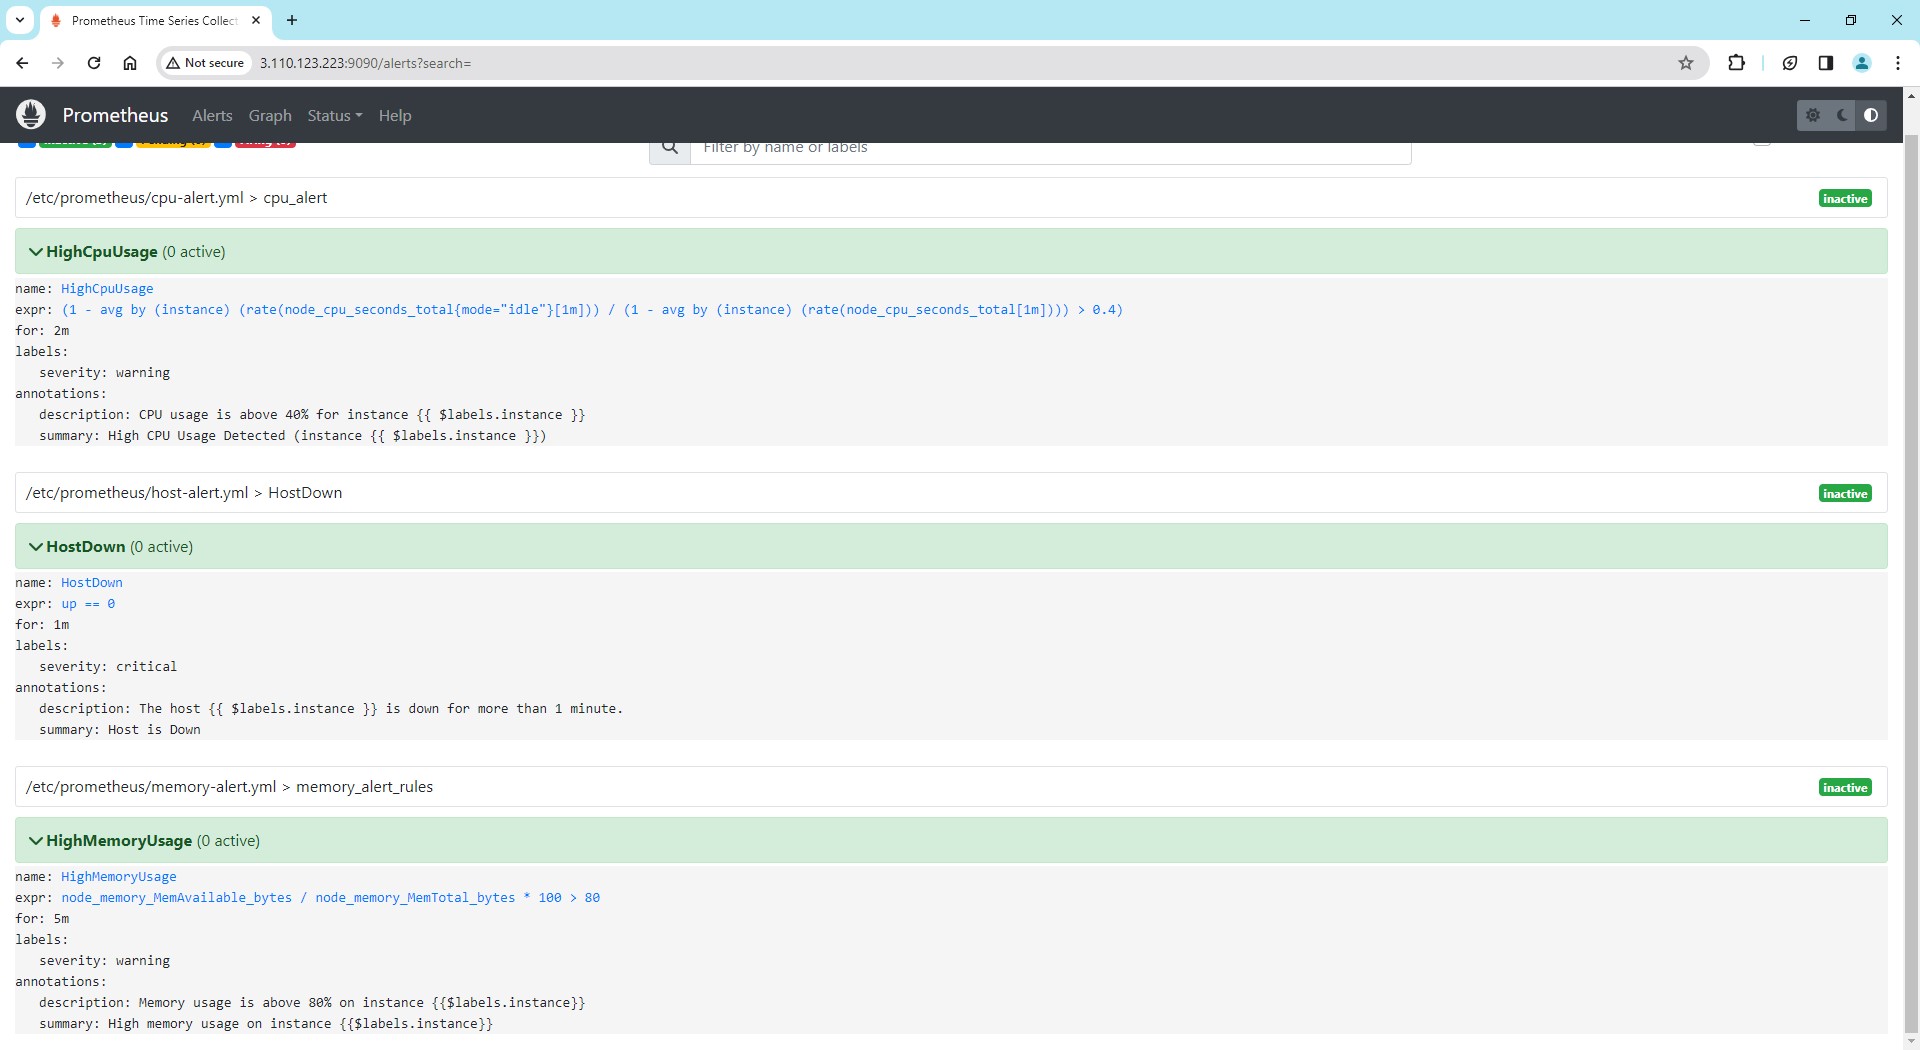 Prometheus Time Series Collect
Not secure
3.110.123.223:9090/alerts?search=
Prometheus
Alerts
Graph
Status
Help
Filter by name or labels
/etc/prometheus/cpu-alert.yml > cpu_alert
inactive
HighCpuUsage (0 active)
name: HighCpuUsage
expr: (1 - avg by (instance) (rate(node_cpu_seconds_total{mode="idle"}[1m])) / (1 - avg by (instance) (rate(node_cpu_seconds_total[1m]))) > 0.4)
for: 2m
labels:
severity: warning
annotations:
description: CPU usage is above 40% for instance {{ $labels.instance }}
summary: High CPU Usage Detected (instance {{ $labels.instance }})
/etc/prometheus/host-alert.yml > HostDown
inactive
HostDown (0 active)
name: HostDown
expr: up == 0
for: 1m
labels:
severity: critical
annotations:
description: The host {{ $labels.instance }} is down for more than 1 minute.
summary: Host is Down
/etc/prometheus/memory-alert.yml > memory_alert_rules
inactive
HighMemoryUsage (0 active)
name: HighMemoryUsage
expr: node_memory_MemAvailable_bytes / node_memory_MemTotal_bytes * 100 > 80
for: 5m
labels:
severity: warning
annotations:
description: Memory usage is above 80% on instance {{$labels.instance}}
summary: High memory usage on instance {{$labels.instance}}